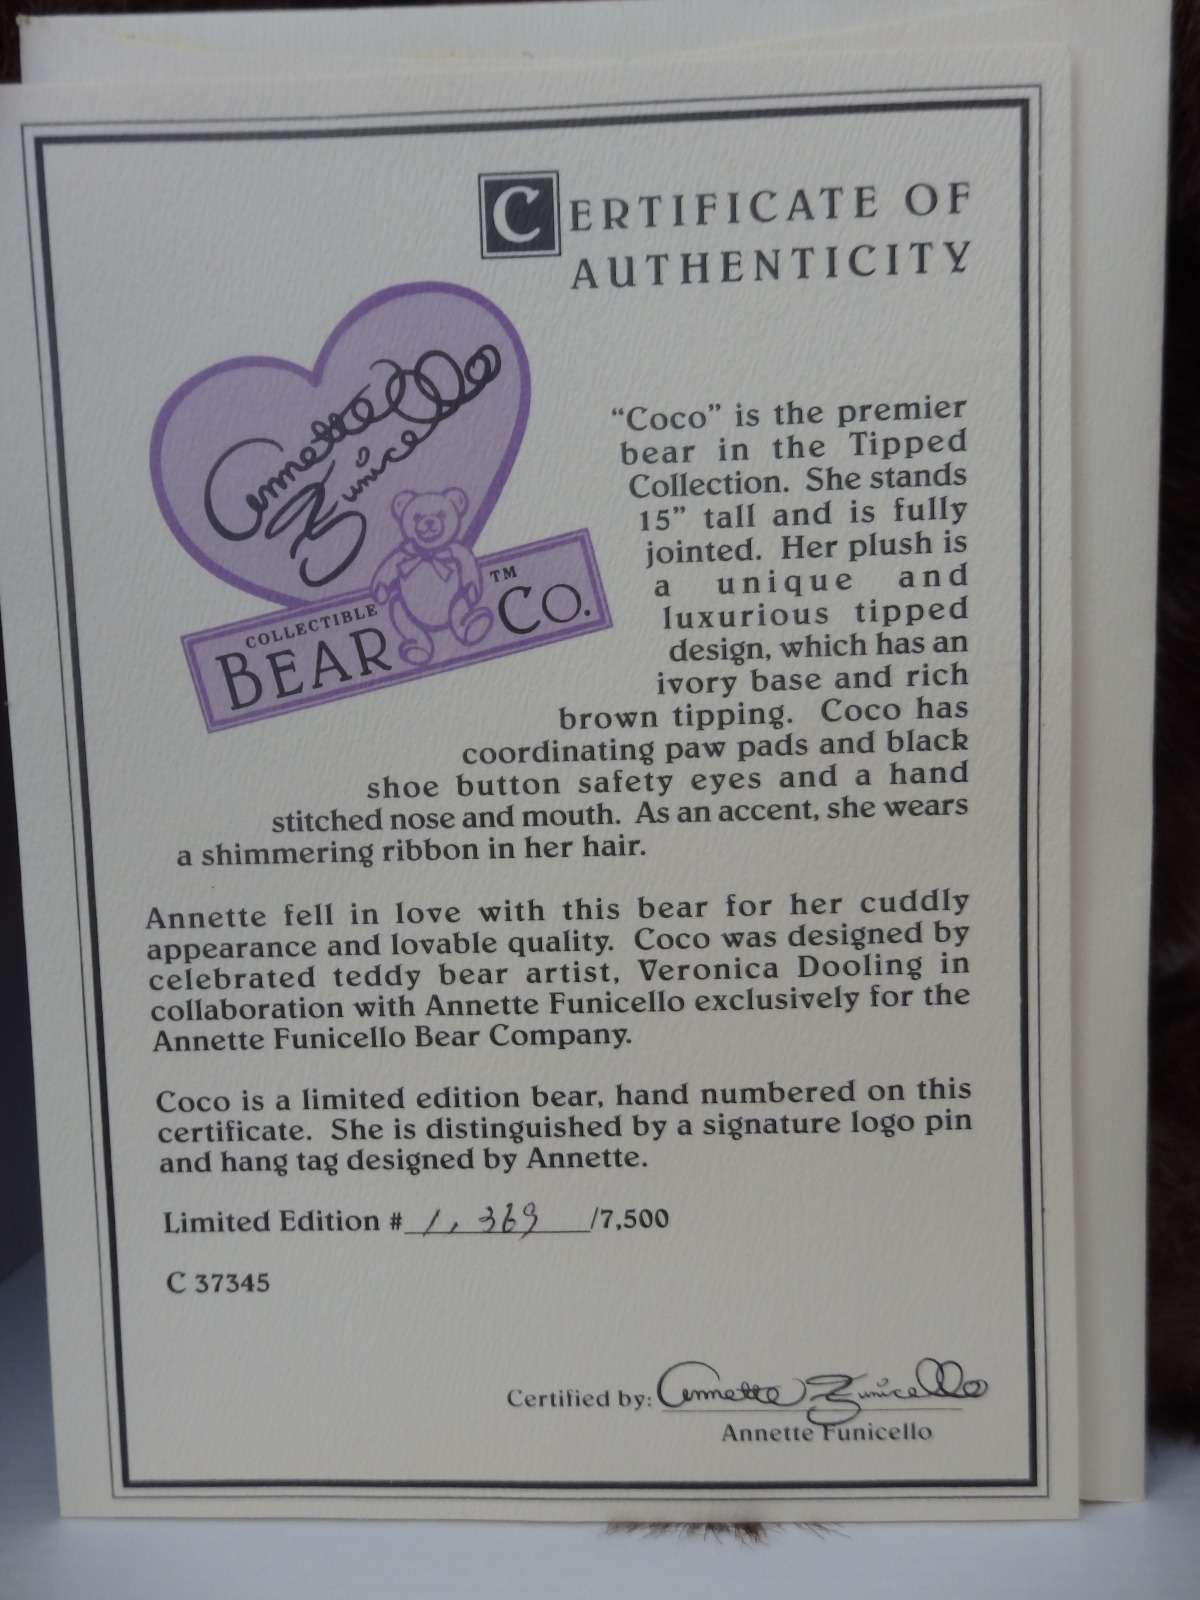 CERTIFICATE OF
AUTHENTICITY
Annette
Funicello
COLLECTIBLE
BEAR CO.™
“Coco” is the premier
bear in the Tipped
Collection. She stands
15” tall and is fully
jointed. Her plush is
a unique and
luxurious tipped
design, which has an
ivory base and rich
brown tipping. Coco has
coordinating paw pads and black
shoe button safety eyes and a hand
stitched nose and mouth. As an accent, she wears
a shimmering ribbon in her hair.
Annette fell in love with this bear for her cuddly
appearance and lovable quality. Coco was designed by
celebrated teddy bear artist, Veronica Dooling in
collaboration with Annette Funicello exclusively for the
Annette Funicello Bear Company.
Coco is a limited edition bear, hand numbered on this
certificate. She is distinguished by a signature logo pin
and hang tag designed by Annette.
Limited Edition # 1,369 /7,500
C 37345
Certified by: Annette Funicello
Annette Funicello